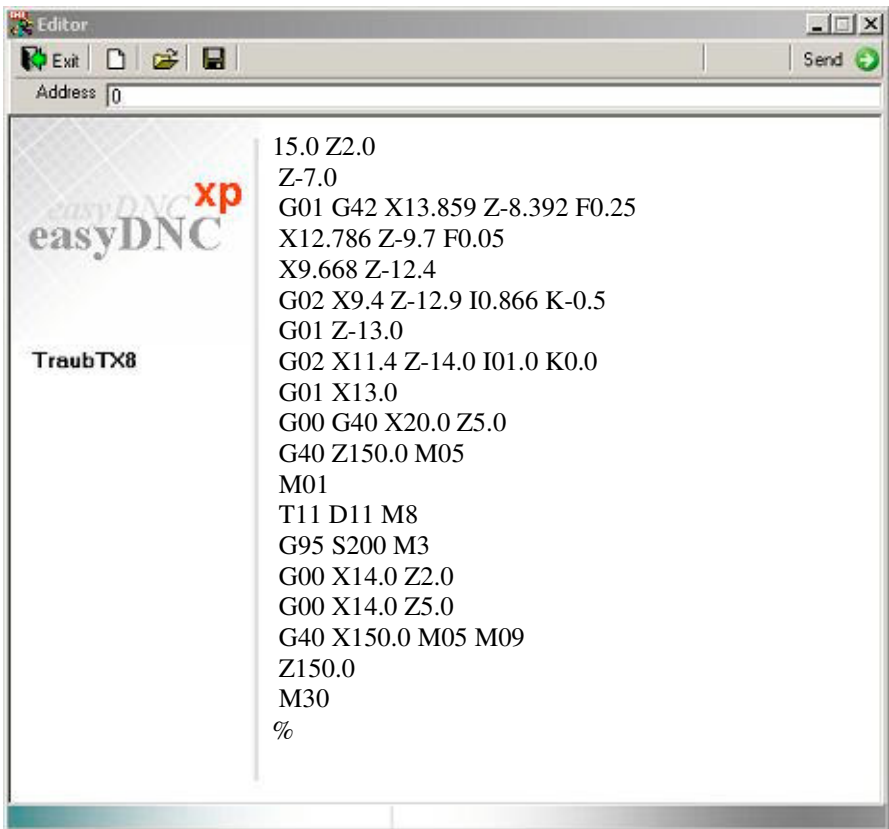 Editor
Exit
Send
Address 0
easyDNC xp
easyDNC
TraubTX8
15.0 Z2.0
Z-7.0
G01 G42 X13.859 Z-8.392 F0.25
X12.786 Z-9.7 F0.05
X9.668 Z-12.4
G02 X9.4 Z-12.9 I0.866 K-0.5
G01 Z-13.0
G02 X11.4 Z-14.0 I01.0 K0.0
G01 X13.0
G00 G40 X20.0 Z5.0
G40 Z150.0 M05
M01
T11 D11 M8
G95 S200 M3
G00 X14.0 Z2.0
G00 X14.0 Z5.0
G40 X150.0 M05 M09
Z150.0
M30
%